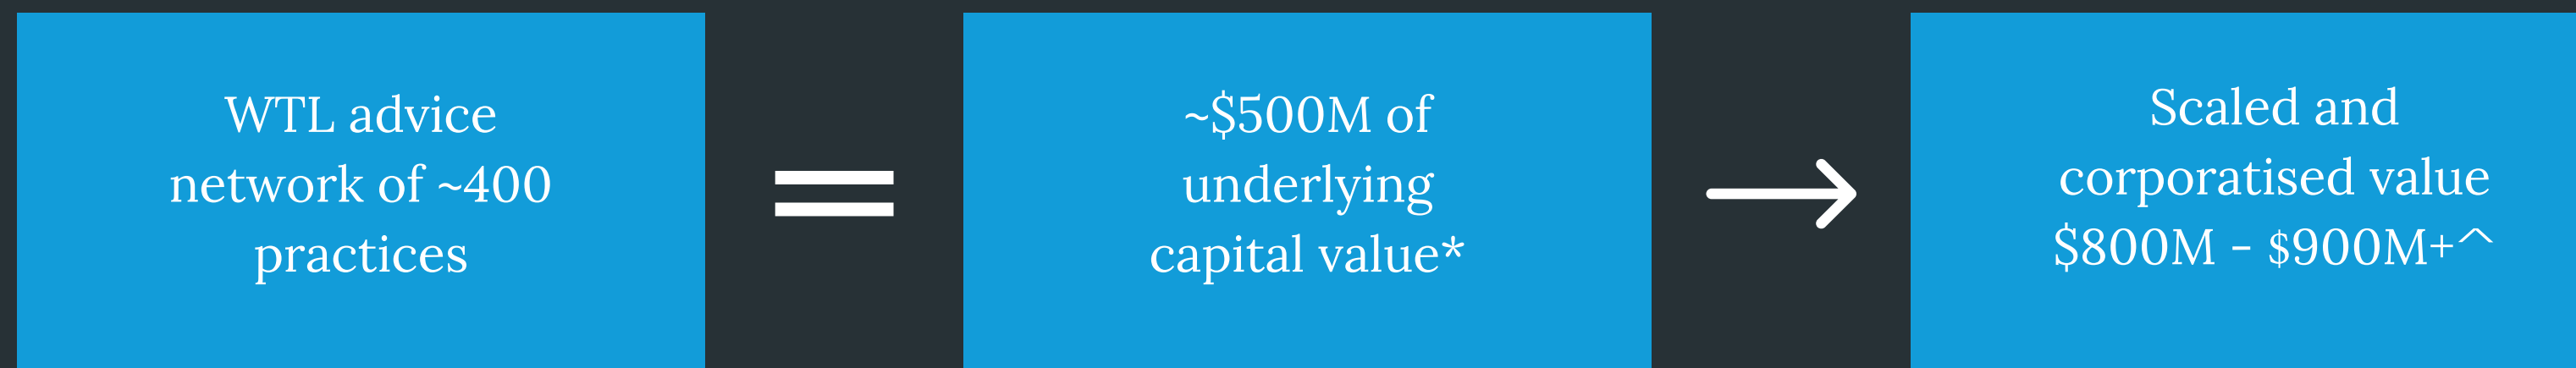 WTL advice
network of ~400
practices
~$500M of
underlying
capital value*
Scaled and
corporatised value
$800M - $900M+^